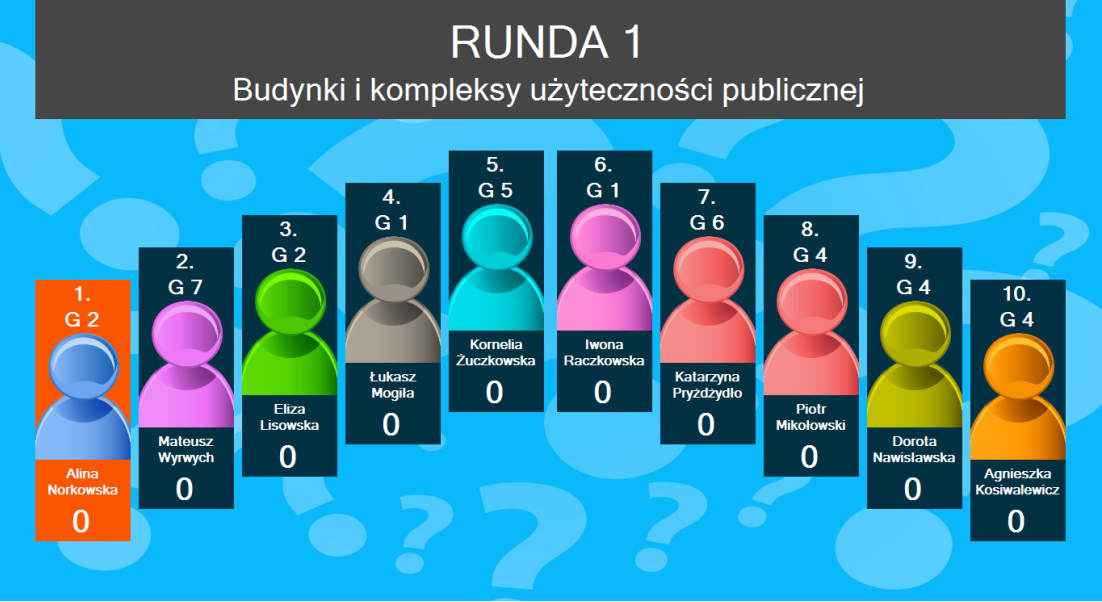 RUNDA 1
Budynki i kompleksy użyteczności publicznej
1.
G 2
Alina
Norkowska
0
2.
G 7
Mateusz
Wyrwych
0
3.
G 2
Eliza
Lisowska
0
4.
G 1
Łukasz
Mogiła
0
5.
G 5
Kornelia
Żuczkowska
0
6.
G 1
Iwona
Raczkowska
0
7.
G 6
Katarzyna
Pryżdżydło
0
8.
G 4
Piotr
Mikołowski
0
9.
G 4
Dorota
Nawisławska
0
10.
G 4
Agnieszka
Kosiwalewicz
0